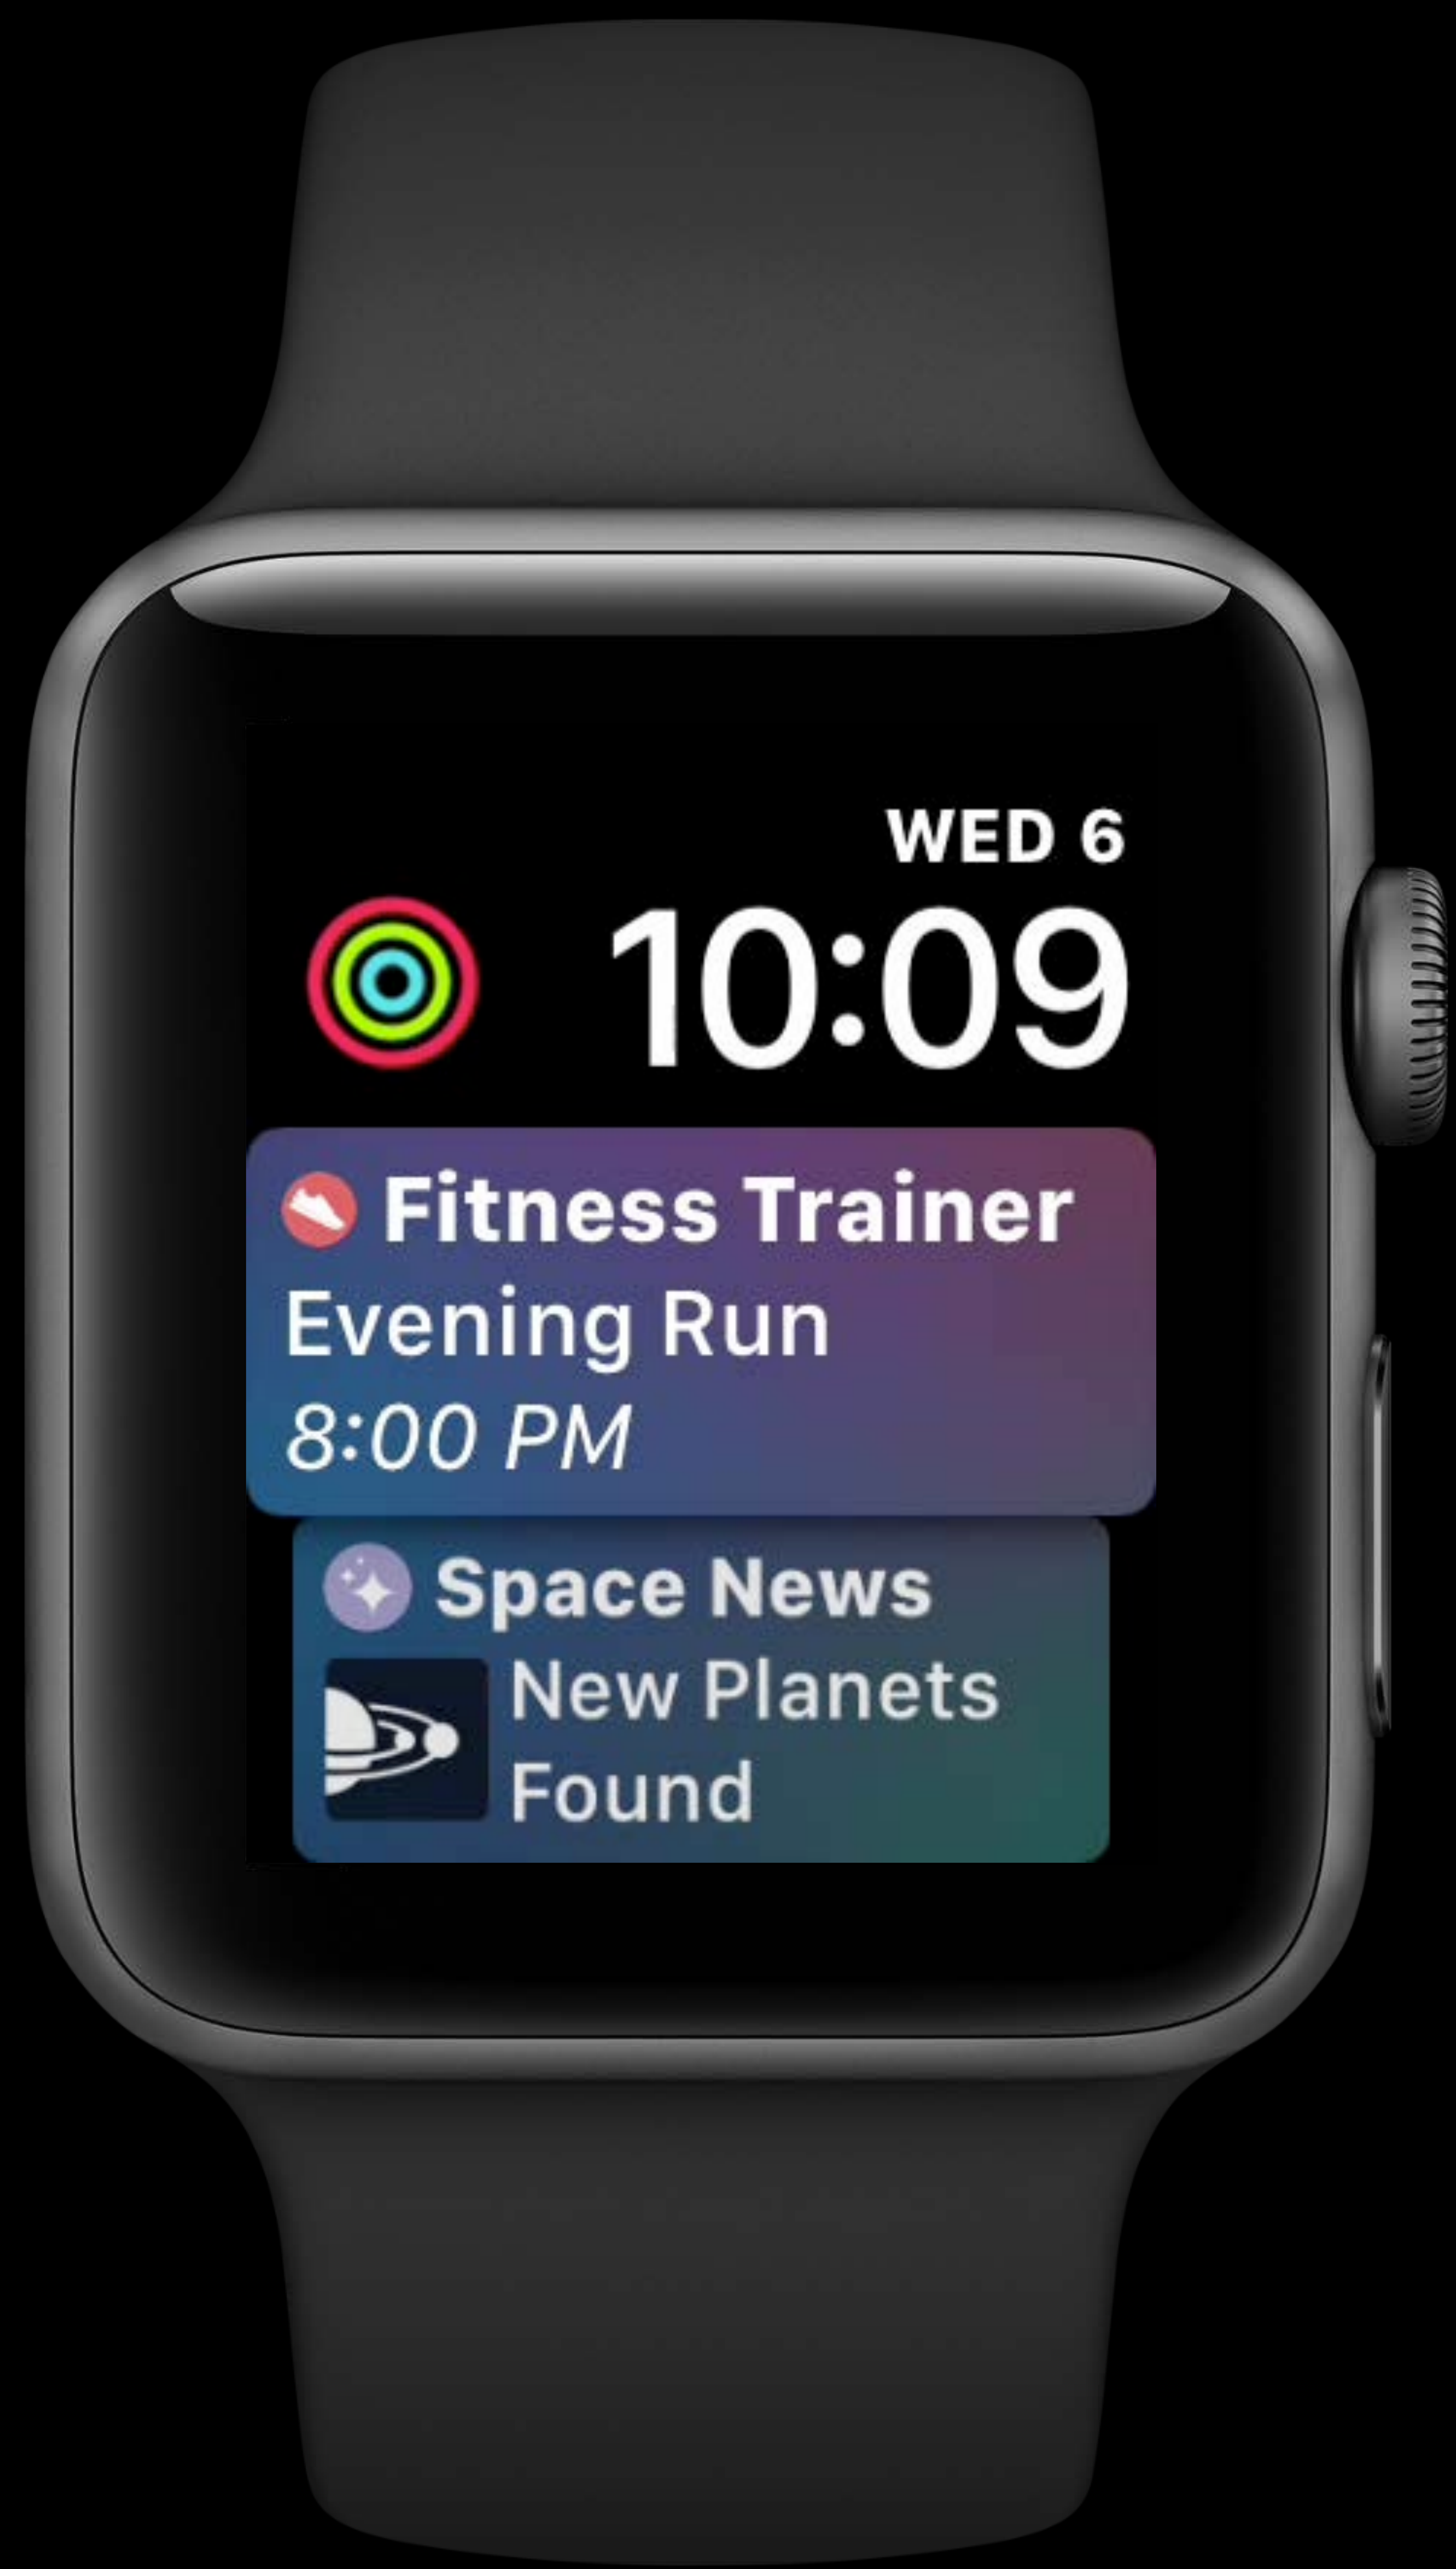 WED 6
10:09
Fitness Trainer
Evening Run
8:00 PM
Space News
New Planets
Found